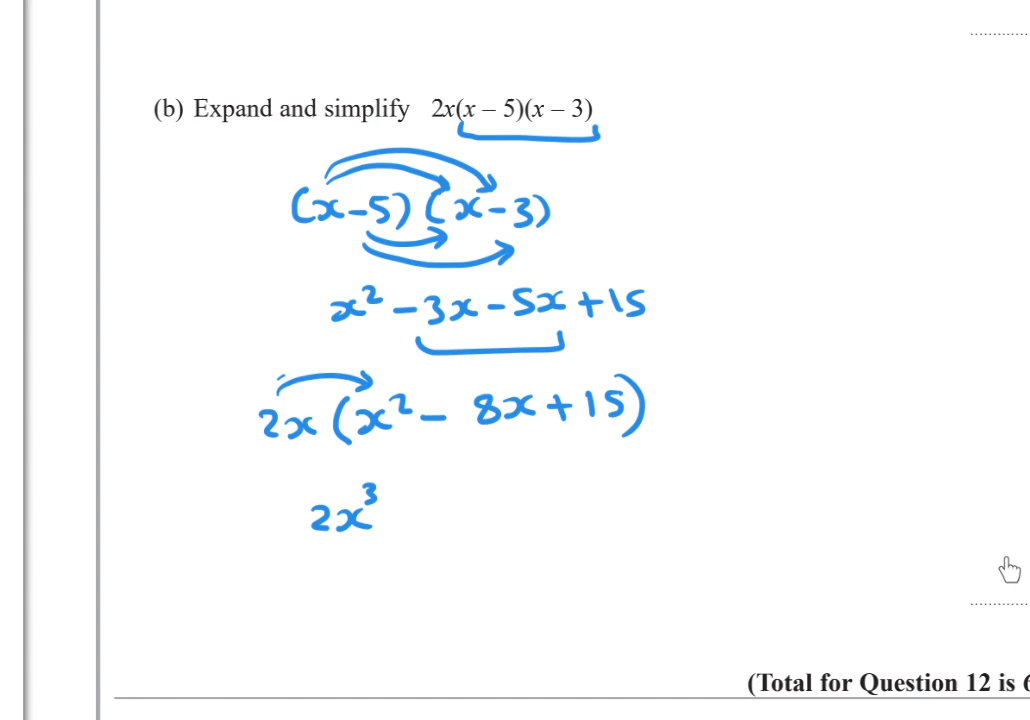 (b) Expand and simplify 2x(x – 5)(x – 3)
(x-5)(x-3)
x² -3x-5x+15
2x(x² - 8x+15)
2x³
(Total for Question 12 is